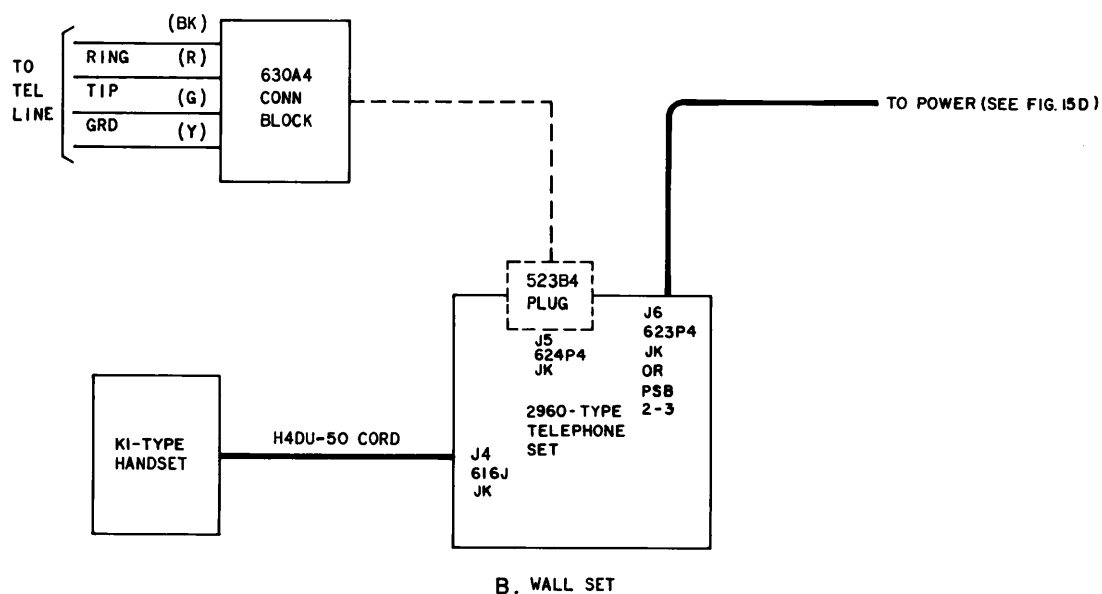 (BK)
RING (R)
TIP (G)
GRD (Y)
TO
TEL
LINE
630A4
CONN
BLOCK
TO POWER (SEE FIG. 15D)
523B4
PLUG
J5
624P4
JK
J6
623P4
JK
OR
PSB
2-3
2960-TYPE
TELEPHONE
SET
K1-TYPE
HANDSET
H4DU-50 CORD
J4
616J
JK
B. WALL SET